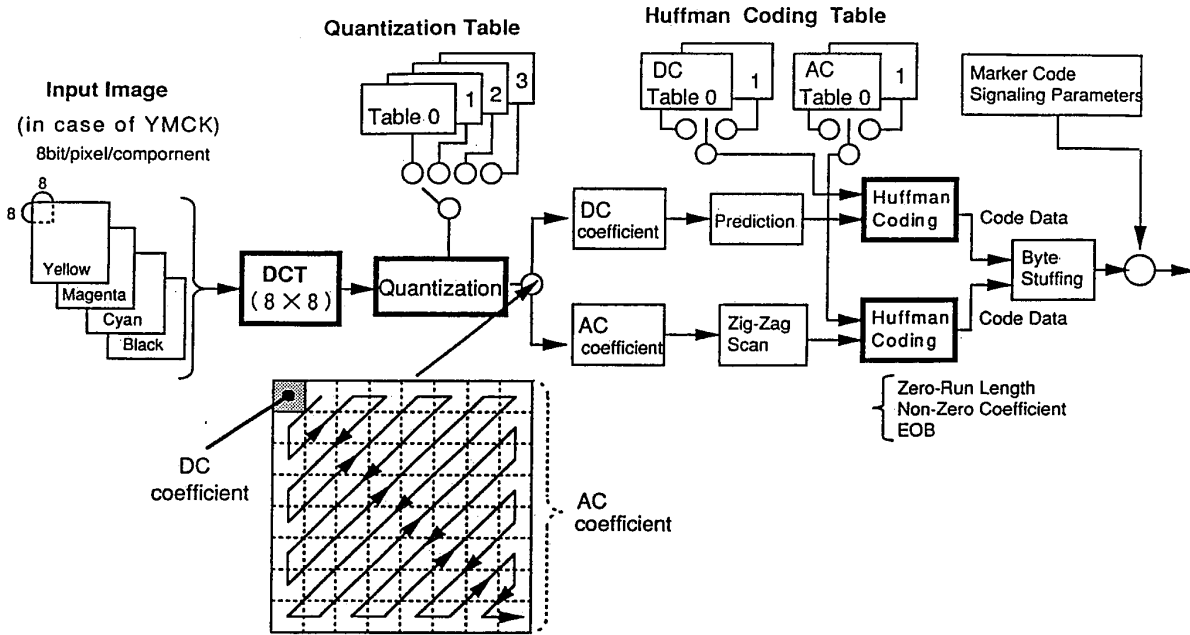 Quantization Table
Huffman Coding Table
Input Image
(in case of YMCK)
8bit/pixel/compornent
8
8
Yellow
Magenta
Cyan
Black
DCT
(8 × 8)
Table 0
1
2
3
Quantization
DC
Table 0
1
AC
Table 0
1
Marker Code
Signaling Parameters
DC
coefficient
Prediction
Huffman
Coding
Code Data
AC
coefficient
Zig-Zag
Scan
Huffman
Coding
Code Data
Byte
Stuffing
Zero-Run Length
Non-Zero Coefficient
EOB
DC
coefficient
AC
coefficient